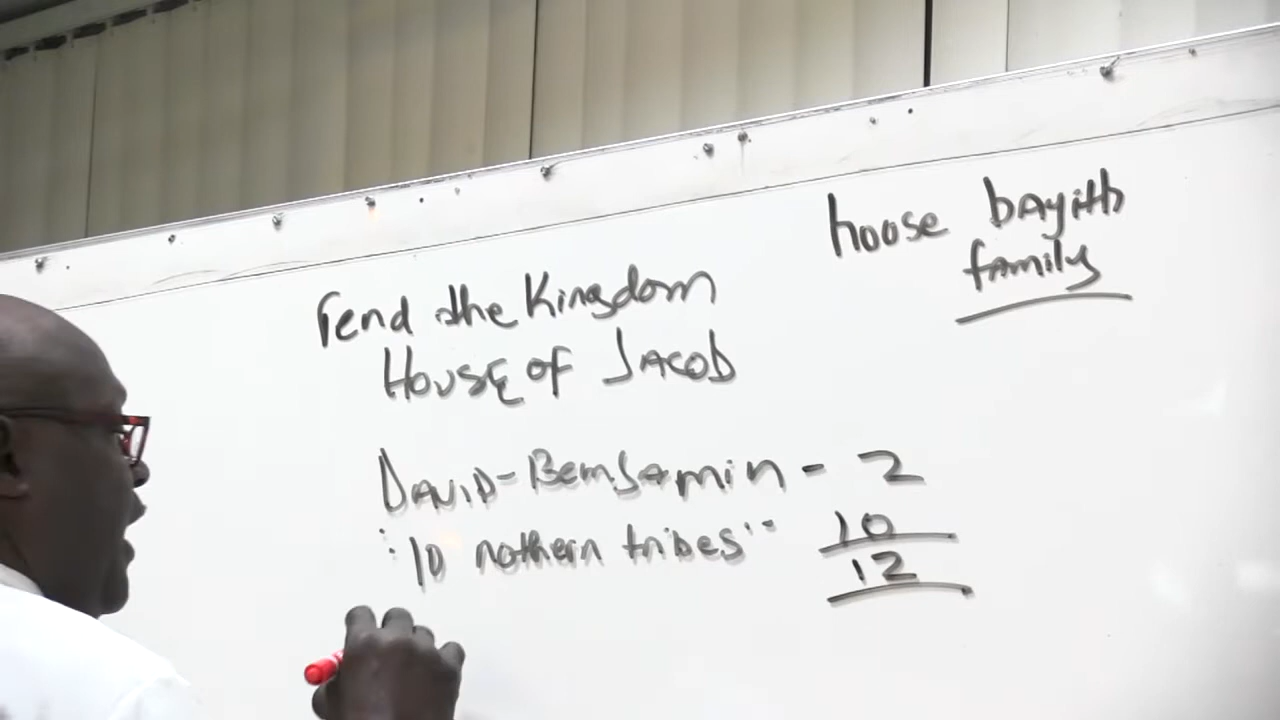 house bayith
family
rend the Kingdom
House of Jacob
David-Benjamin - 2
"10 nothern tribes" 10
12